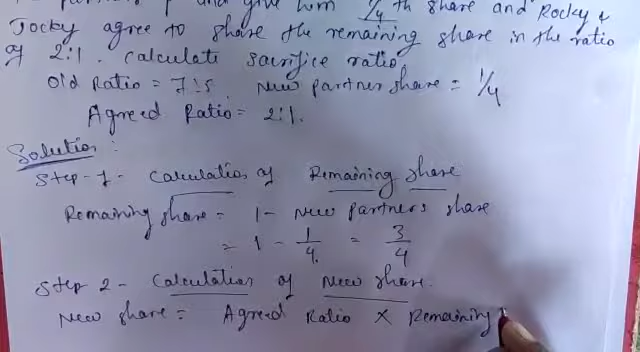 and give him 1/4 th share and Rocky &
Jocky agree to share the remaining share in the ratio
of 2:1. Calculate sacrifice ratio.
Old Ratio = 7:5. New partner share = 1/4
Agreed Ratio = 2:1.
Solution:
Step-1- Calculation of Remaining share
Remaining share = 1 - New partners share
= 1 - 1/4 = 3/4
Step 2 - Calculation of New share.
New share = Agreed Ratio × Remaining